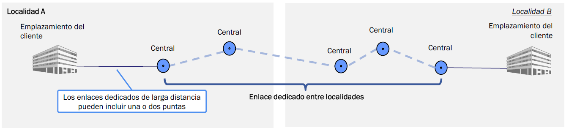 Localidad A
Localidad B
Emplazamiento del
cliente
Emplazamiento del
cliente
Central
Central
Central
Central
Central
Los enlaces dedicados de larga distancia
pueden incluir una o dos puntas
Enlace dedicado entre localidades